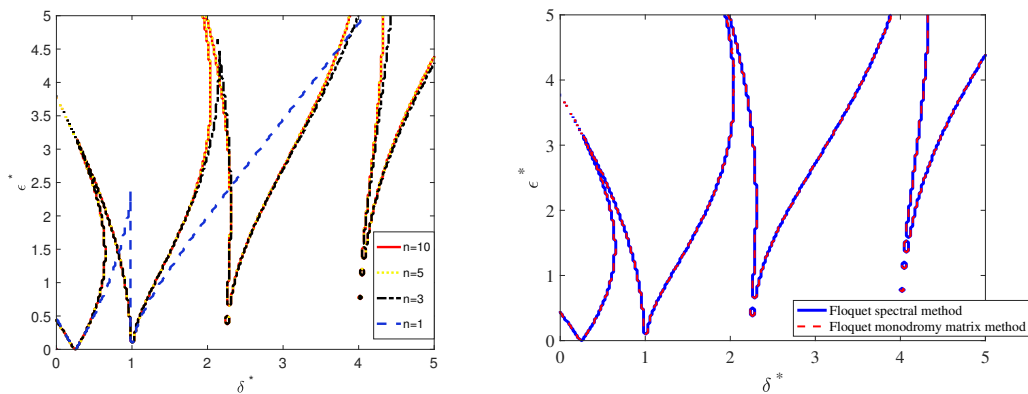 5
4.5
4
3.5
3
2.5
2
1.5
1
0.5
0
ϵ*
0 1 2 3 4 5
δ*
n=10
n=5
n=3
n=1
5
4
3
2
1
0
ϵ*
0 1 2 3 4 5
δ*
Floquet spectral method
Floquet monodromy matrix method